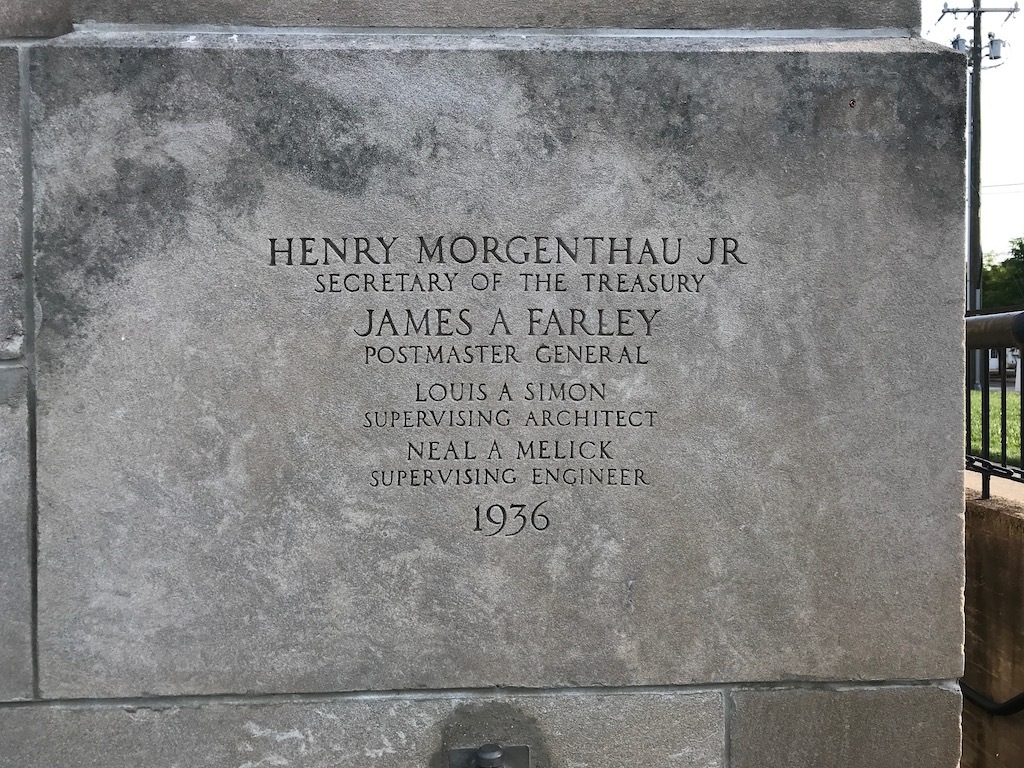 HENRY MORGENTHAU JR
SECRETARY OF THE TREASURY
JAMES A FARLEY
POSTMASTER GENERAL
LOUIS A SIMON
SUPERVISING ARCHITECT
NEAL A MELICK
SUPERVISING ENGINEER
1936